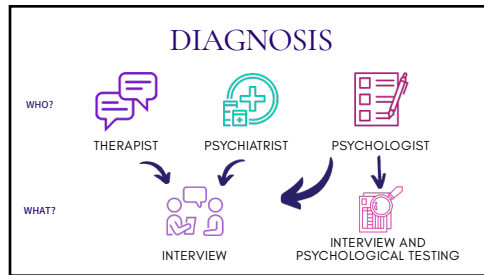 DIAGNOSIS
WHO?
THERAPIST
PSYCHIATRIST
PSYCHOLOGIST
WHAT?
INTERVIEW
INTERVIEW AND
PSYCHOLOGICAL TESTING